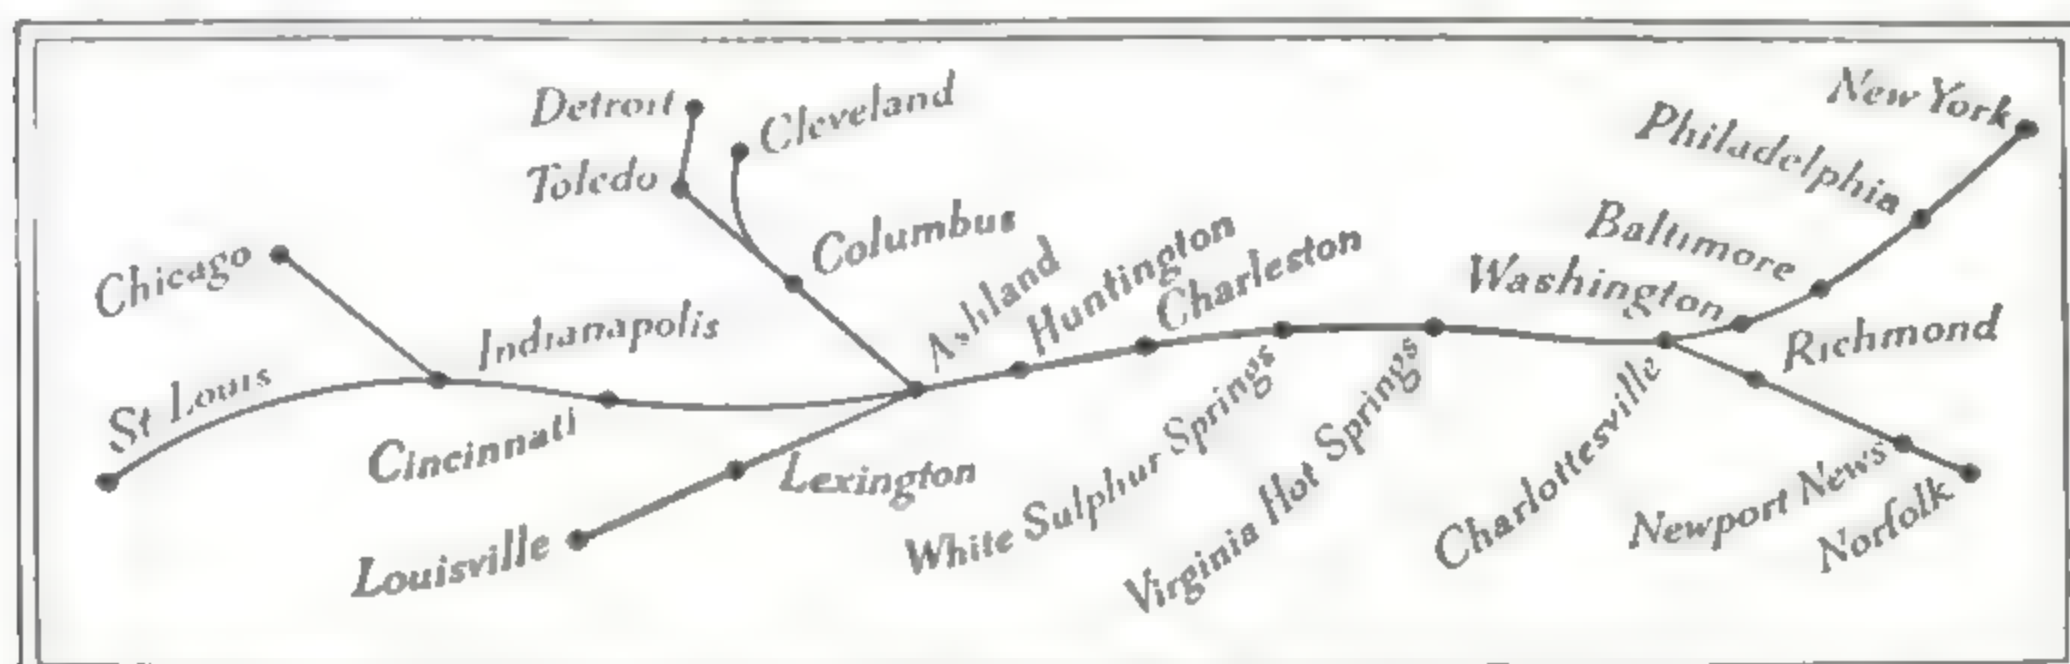 Detroit
Cleveland
Toledo
Columbus
Chicago
Indianapolis
St Louis
Cincinnati
Lexington
Louisville
Ashland
Huntington
Charleston
White Sulphur Springs
Virginia Hot Springs
Charlottesville
Washington
Baltimore
Philadelphia
New York
Richmond
Newport News
Norfolk